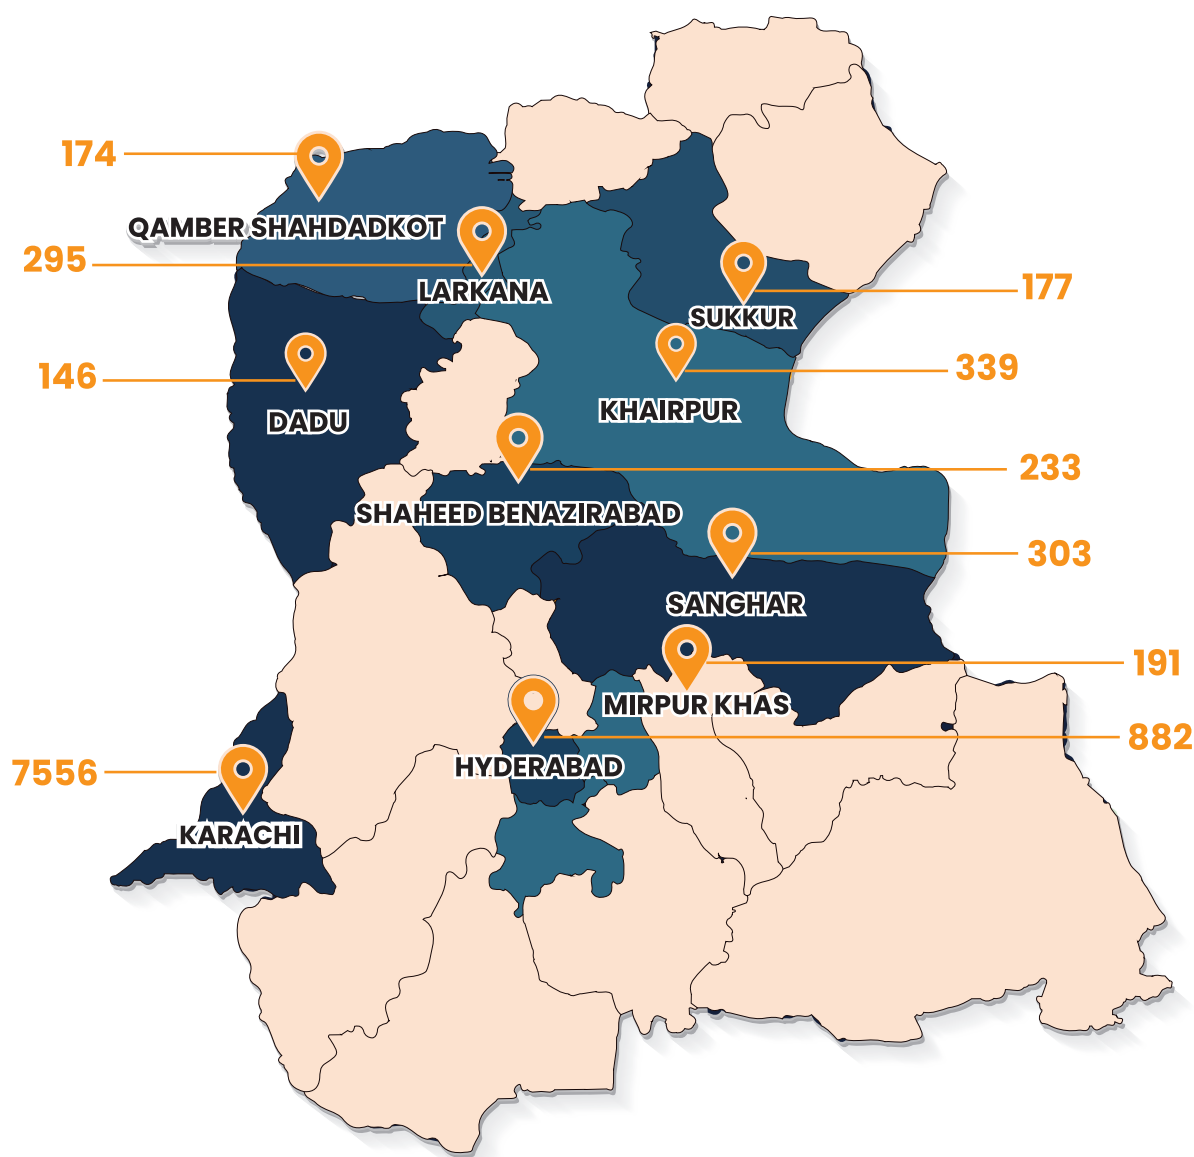 174
QAMBER SHAHDADKOT
295
LARKANA
177
SUKKUR
146
339
DADU
KHAIRPUR
233
SHAHEED BENAZIRABAD
303
SANGHAR
191
MIRPUR KHAS
882
HYDERABAD
7556
KARACHI